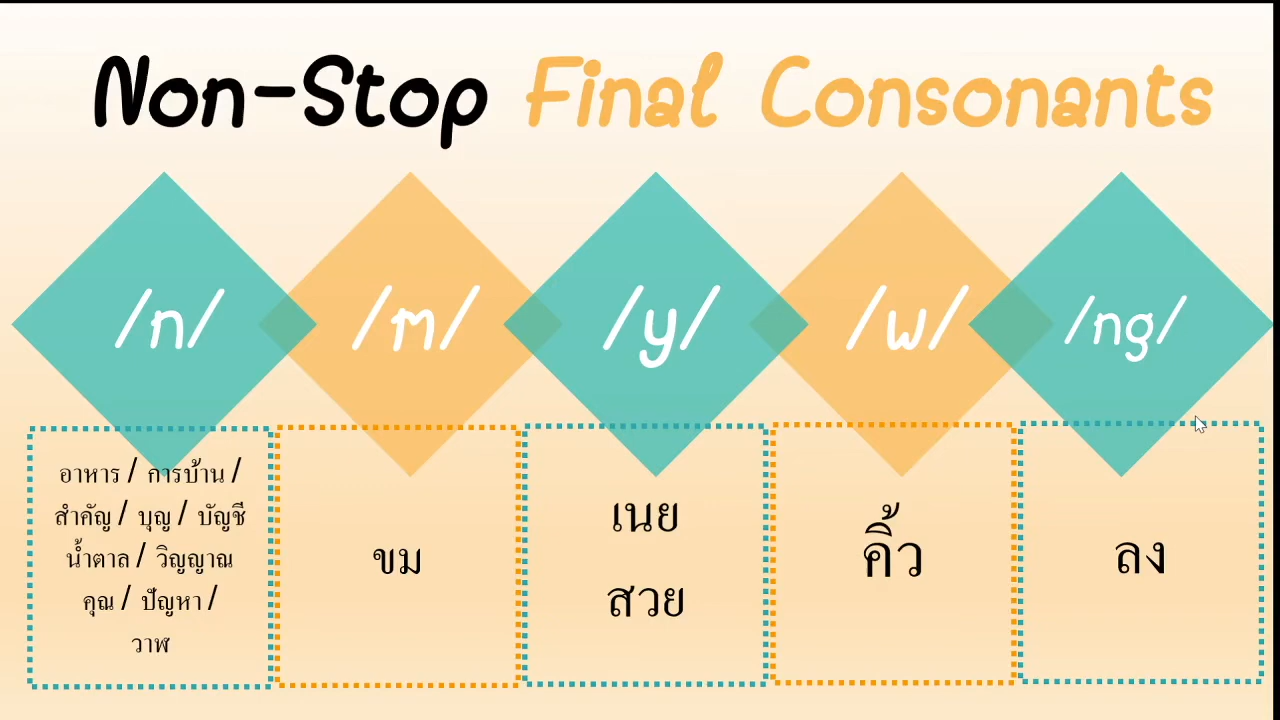 Non-Stop Final Consonants
/n/
/m/
/y/
/w/
/ng/
อาหาร / การบ้าน /
สำคัญ / บุญ / บัญชี
น้ำตาล / วิญญาณ
คุณ / ปัญหา /
วาฬ
ขม
เนย
สวย
คิ้ว
ลง